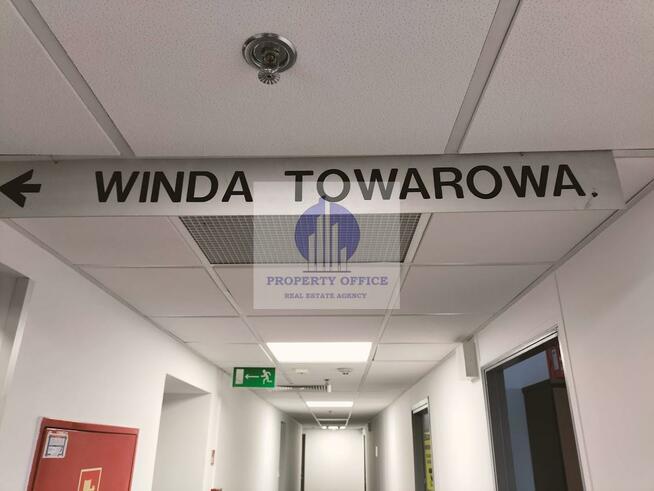 WINDA TOWAROWA
PROPERTY OFFICE
REAL ESTATE AGENCY